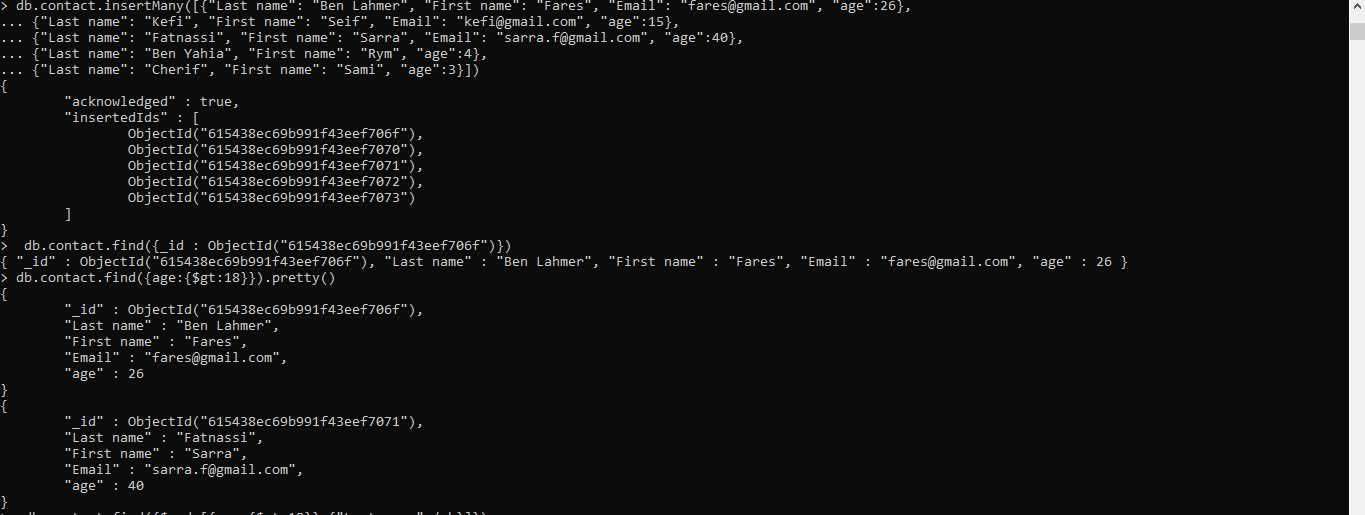 > db.contact.insertMany([{"Last name": "Ben Lahmer", "First name": "Fares", "Email": "fares@gmail.com", "age":26},
... {"Last name": "Kefi", "First name": "Seif", "Email": "kefi@gmail.com", "age":15},
... {"Last name": "Fatnassi", "First name": "Sarra", "Email": "sarra.f@gmail.com", "age":40},
... {"Last name": "Ben Yahia", "First name": "Rym", "age":4},
... {"Last name": "Cherif", "First name": "Sami", "age":3}])
{
        "acknowledged" : true,
        "insertedIds" : [
                ObjectId("615438ec69b991f43eef706f"),
                ObjectId("615438ec69b991f43eef7070"),
                ObjectId("615438ec69b991f43eef7071"),
                ObjectId("615438ec69b991f43eef7072"),
                ObjectId("615438ec69b991f43eef7073")
        ]
}
>  db.contact.find({_id : ObjectId("615438ec69b991f43eef706f")})
{ "_id" : ObjectId("615438ec69b991f43eef706f"), "Last name" : "Ben Lahmer", "First name" : "Fares", "Email" : "fares@gmail.com", "age" : 26 }
> db.contact.find({age:{$gt:18}}).pretty()
{
        "_id" : ObjectId("615438ec69b991f43eef706f"),
        "Last name" : "Ben Lahmer",
        "First name" : "Fares",
        "Email" : "fares@gmail.com",
        "age" : 26
}
{
        "_id" : ObjectId("615438ec69b991f43eef7071"),
        "Last name" : "Fatnassi",
        "First name" : "Sarra",
        "Email" : "sarra.f@gmail.com",
        "age" : 40
}